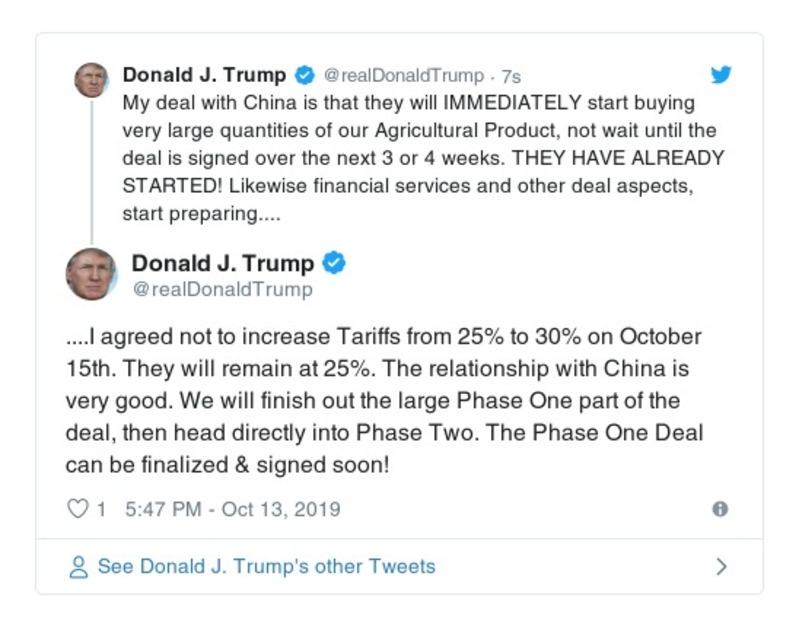 Donald J. Trump @realDonaldTrump · 7s
My deal with China is that they will IMMEDIATELY start buying
very large quantities of our Agricultural Product, not wait until the
deal is signed over the next 3 or 4 weeks. THEY HAVE ALREADY
STARTED! Likewise financial services and other deal aspects,
start preparing....
Donald J. Trump
@realDonaldTrump
....I agreed not to increase Tariffs from 25% to 30% on October
15th. They will remain at 25%. The relationship with China is
very good. We will finish out the large Phase One part of the
deal, then head directly into Phase Two. The Phase One Deal
can be finalized & signed soon!
1 5:47 PM - Oct 13, 2019
See Donald J. Trump's other Tweets